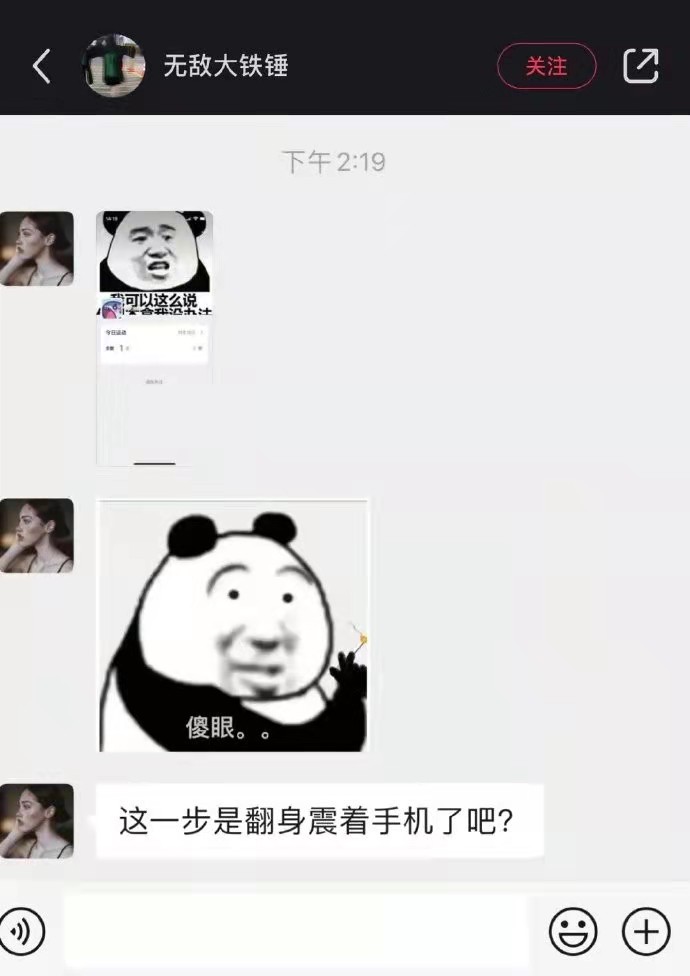 无敌大铁锤
关注
下午 2:19
我可以这么说
今日运动
1
傻眼。。
这一步是翻身震着手机了吧?